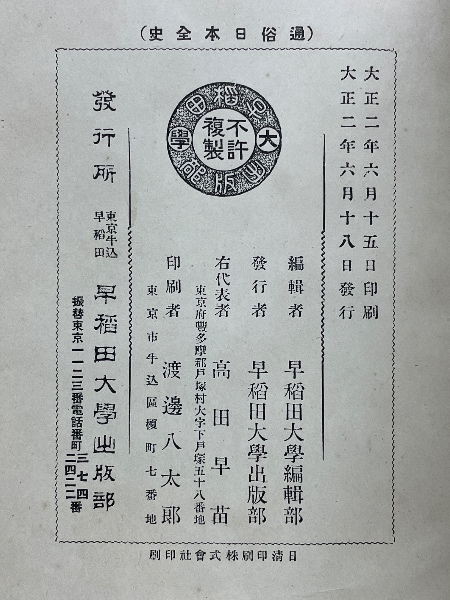 (通俗日本全史)
大正二年六月十五日印刷
大正二年六月十八日發行
早稲田大學出版部
不許複製
編輯者 早稲田大學編輯部
發行者 早稲田大學出版部
右代表者 高田早苗
東京府豐多摩郡戸塚村大字下戸塚五十八番地
印刷者 渡邊八太郎
東京市牛込區榎町七番地
發行所 東京牛込早稲田 早稲田大學出版部
振替東京一一二三番電話番町三七四二四二二番
日清印刷株式會社印刷